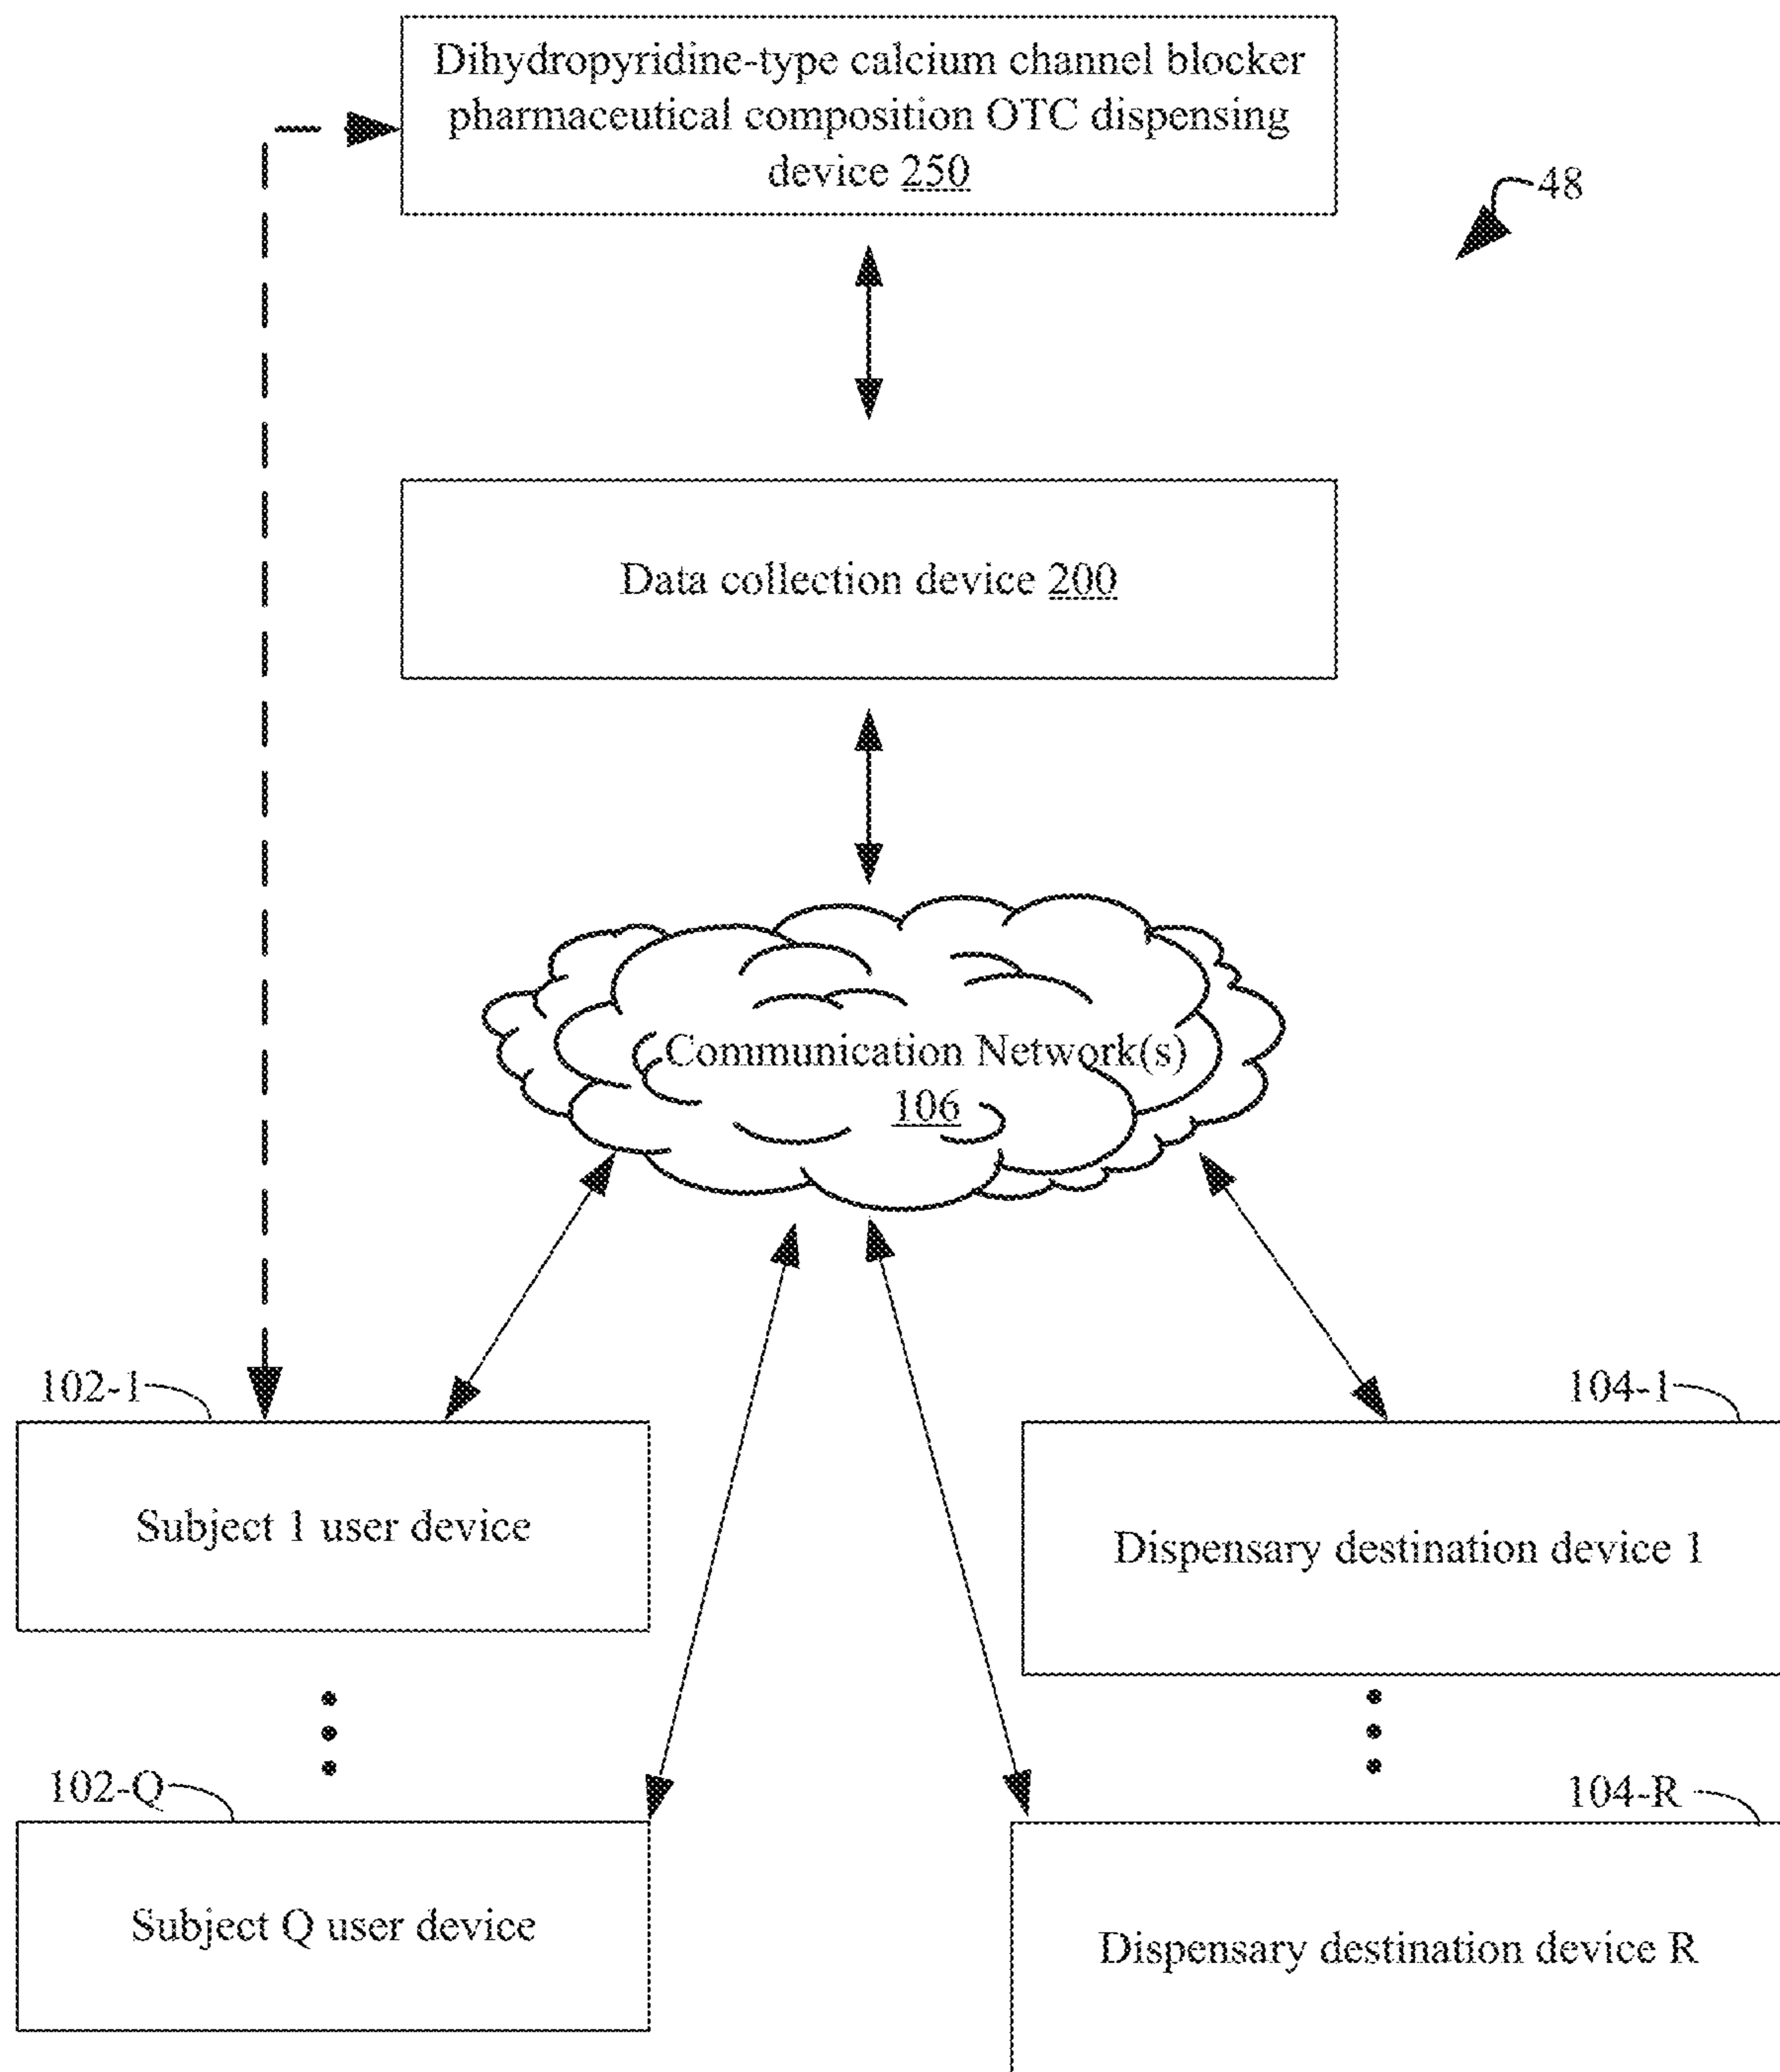 Dihydropyridine-type calcium channel blocker
pharmaceutical composition OTC dispensing
device 250
48
Data collection device 200
Communication Network(s)
106
102-1
104-1
Subject 1 user device
Dispensary destination device 1
102-Q
104-R
Subject Q user device
Dispensary destination device R